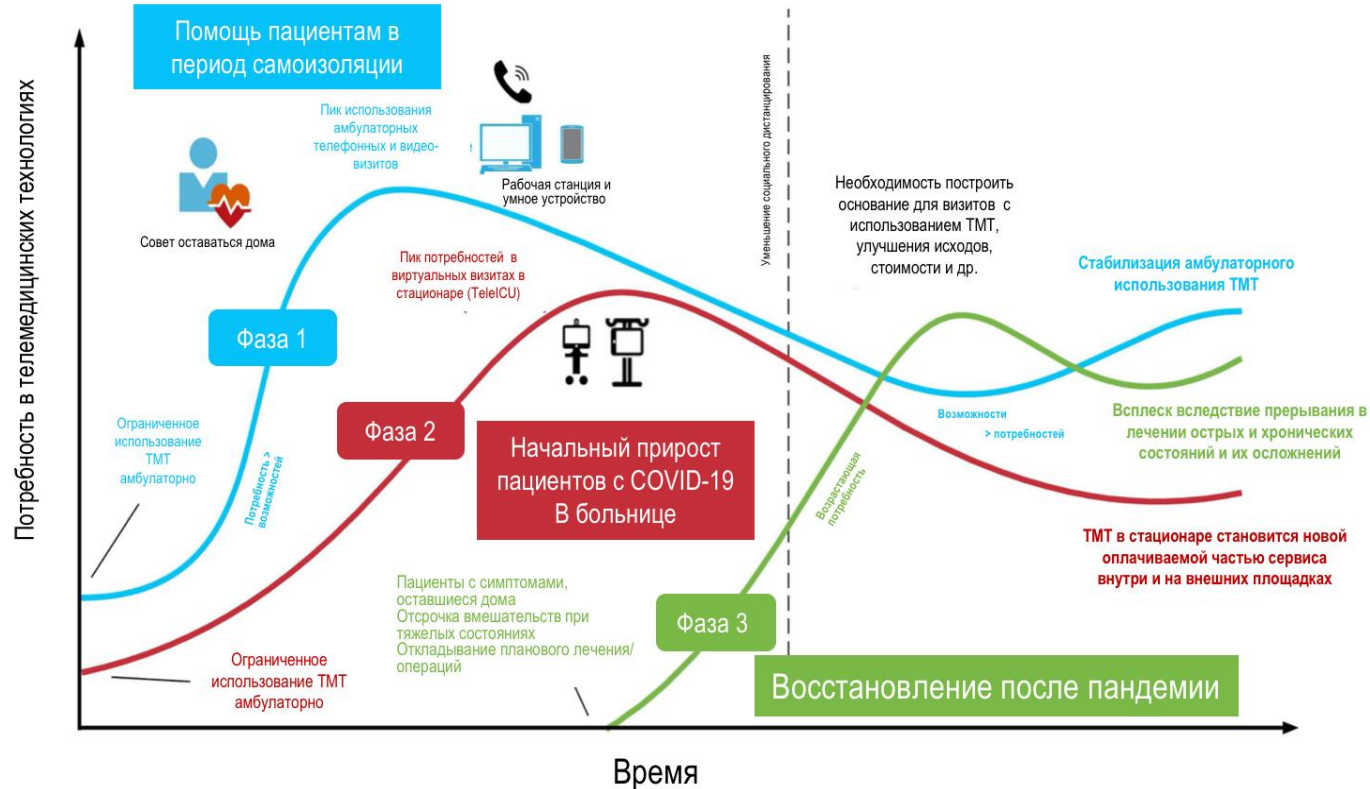 Помощь пациентам в
период самоизоляции
Потребность в телемедицинских технологиях
Пик использования
амбулаторных
телефонных и видео-
визитов
е
Рабочая станция и
умное устройство
Совет оставаться дома
Уменьшение социального дистанцирования
Необходимость построить
основание для визитов с
использованием ТМТ,
улучшения исходов,
стоимости и др.
Стабилизация амбулаторного
использования ТМТ
Пик потребностей в
виртуальных визитах в
стационаре (TeleICU)
Фаза 1
Фаза 2
Ограниченное
использование
ТМТ
амбулаторно
Потребность >
возможностей
Начальный прирост
пациентов с COVID-19
В больнице
Возможности
> потребностей
Всплеск вследствие прерывания в
лечении острых и хронических
состояний и их осложнений
Возрастающая
потребность
ТМТ в стационаре становится новой
оплачиваемой частью сервиса
внутри и на внешних площадках
Пациенты с симптомами,
оставшиеся дома
Отсрочка вмешательств при
тяжелых состояниях
Откладывание планового лечения/
операций
Фаза 3
Ограниченное
использование ТМТ
амбулаторно
Восстановление после пандемии
Время